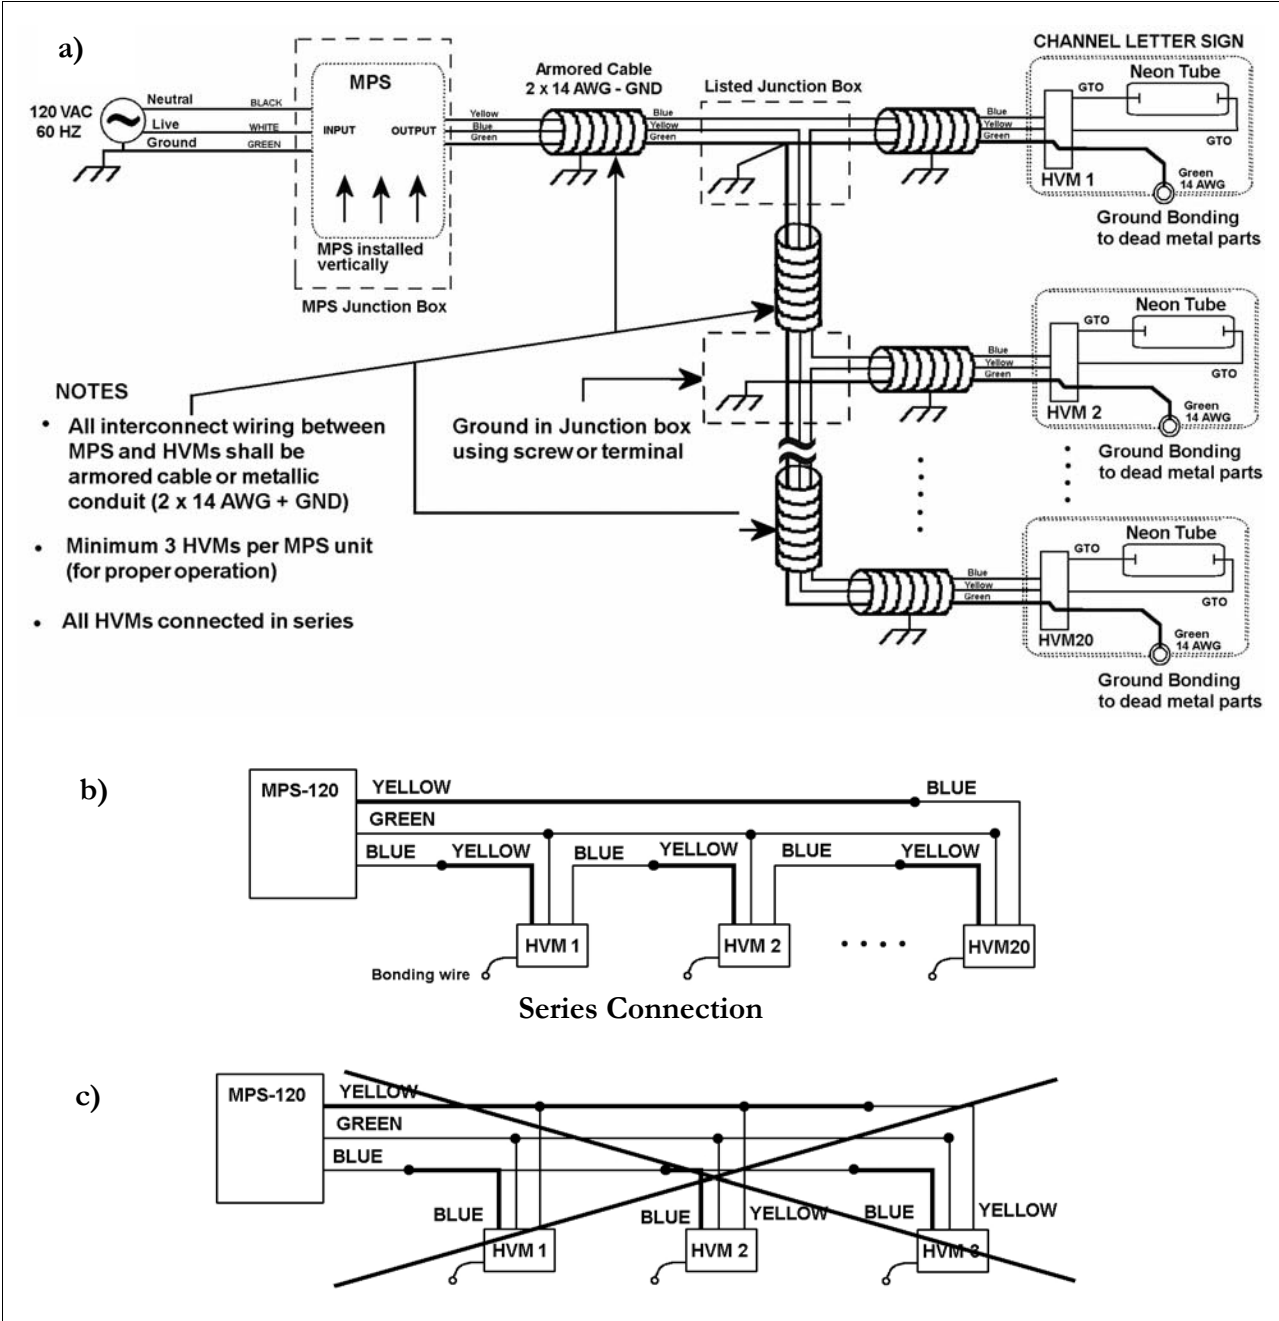 a)
CHANNEL LETTER SIGN
MPS
Armored Cable
2 x 14 AWG - GND
Listed Junction Box
Neon Tube
GTO
GTO
120 VAC
60 HZ
Neutral
BLACK
Live
WHITE
Ground
GREEN
INPUT
OUTPUT
Yellow
Blue
Green
Blue
Yellow
Green
Blue
Yellow
Green
HVM 1
Green
14 AWG
Ground Bonding
to dead metal parts
MPS installed
vertically
MPS Junction Box
Neon Tube
GTO
GTO
Blue
Yellow
Green
HVM 2
Green
14 AWG
Ground Bonding
to dead metal parts
NOTES
• All interconnect wiring between
MPS and HVMs shall be
armored cable or metallic
conduit (2 x 14 AWG + GND)
• Minimum 3 HVMs per MPS unit
(for proper operation)
• All HVMs connected in series
Ground in Junction box
using screw or terminal
Neon Tube
GTO
GTO
Blue
Yellow
Green
HVM20
Green
14 AWG
Ground Bonding
to dead metal parts
b)
MPS-120
YELLOW
BLUE
GREEN
BLUE
YELLOW
BLUE
YELLOW
BLUE
YELLOW
HVM 1
HVM 2
HVM20
Bonding wire
Series Connection
c)
MPS-120
YELLOW
GREEN
BLUE
BLUE
BLUE
YELLOW
BLUE
YELLOW
HVM 1
HVM 2
HVM 3